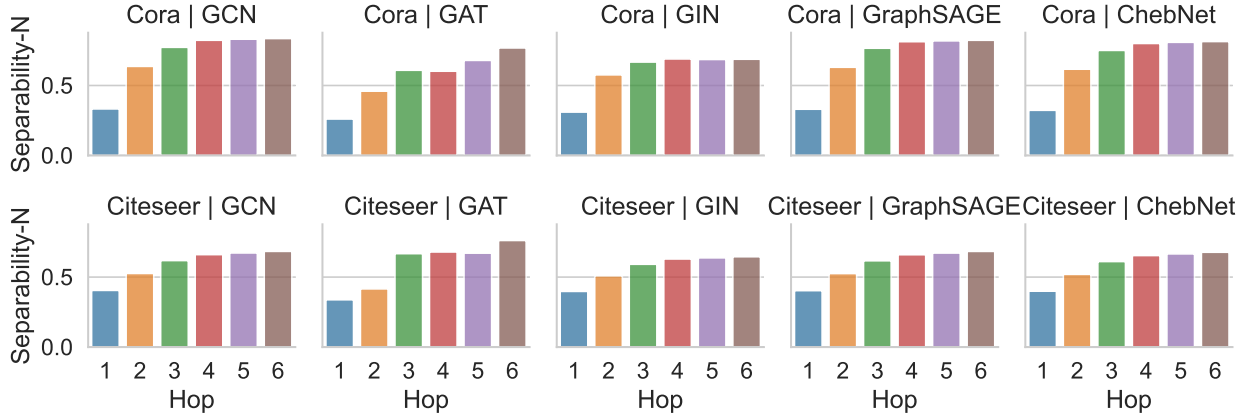 Cora | GCN
Cora | GAT
Cora | GIN
Cora | GraphSAGE
Cora | ChebNet
Separability-N
0.5
0.0
Citeseer | GCN
Citeseer | GAT
Citeseer | GIN
Citeseer | GraphSAGE
Citeseer | ChebNet
Separability-N
0.5
0.0
1 2 3 4 5 6
1 2 3 4 5 6
1 2 3 4 5 6
1 2 3 4 5 6
1 2 3 4 5 6
Hop
Hop
Hop
Hop
Hop